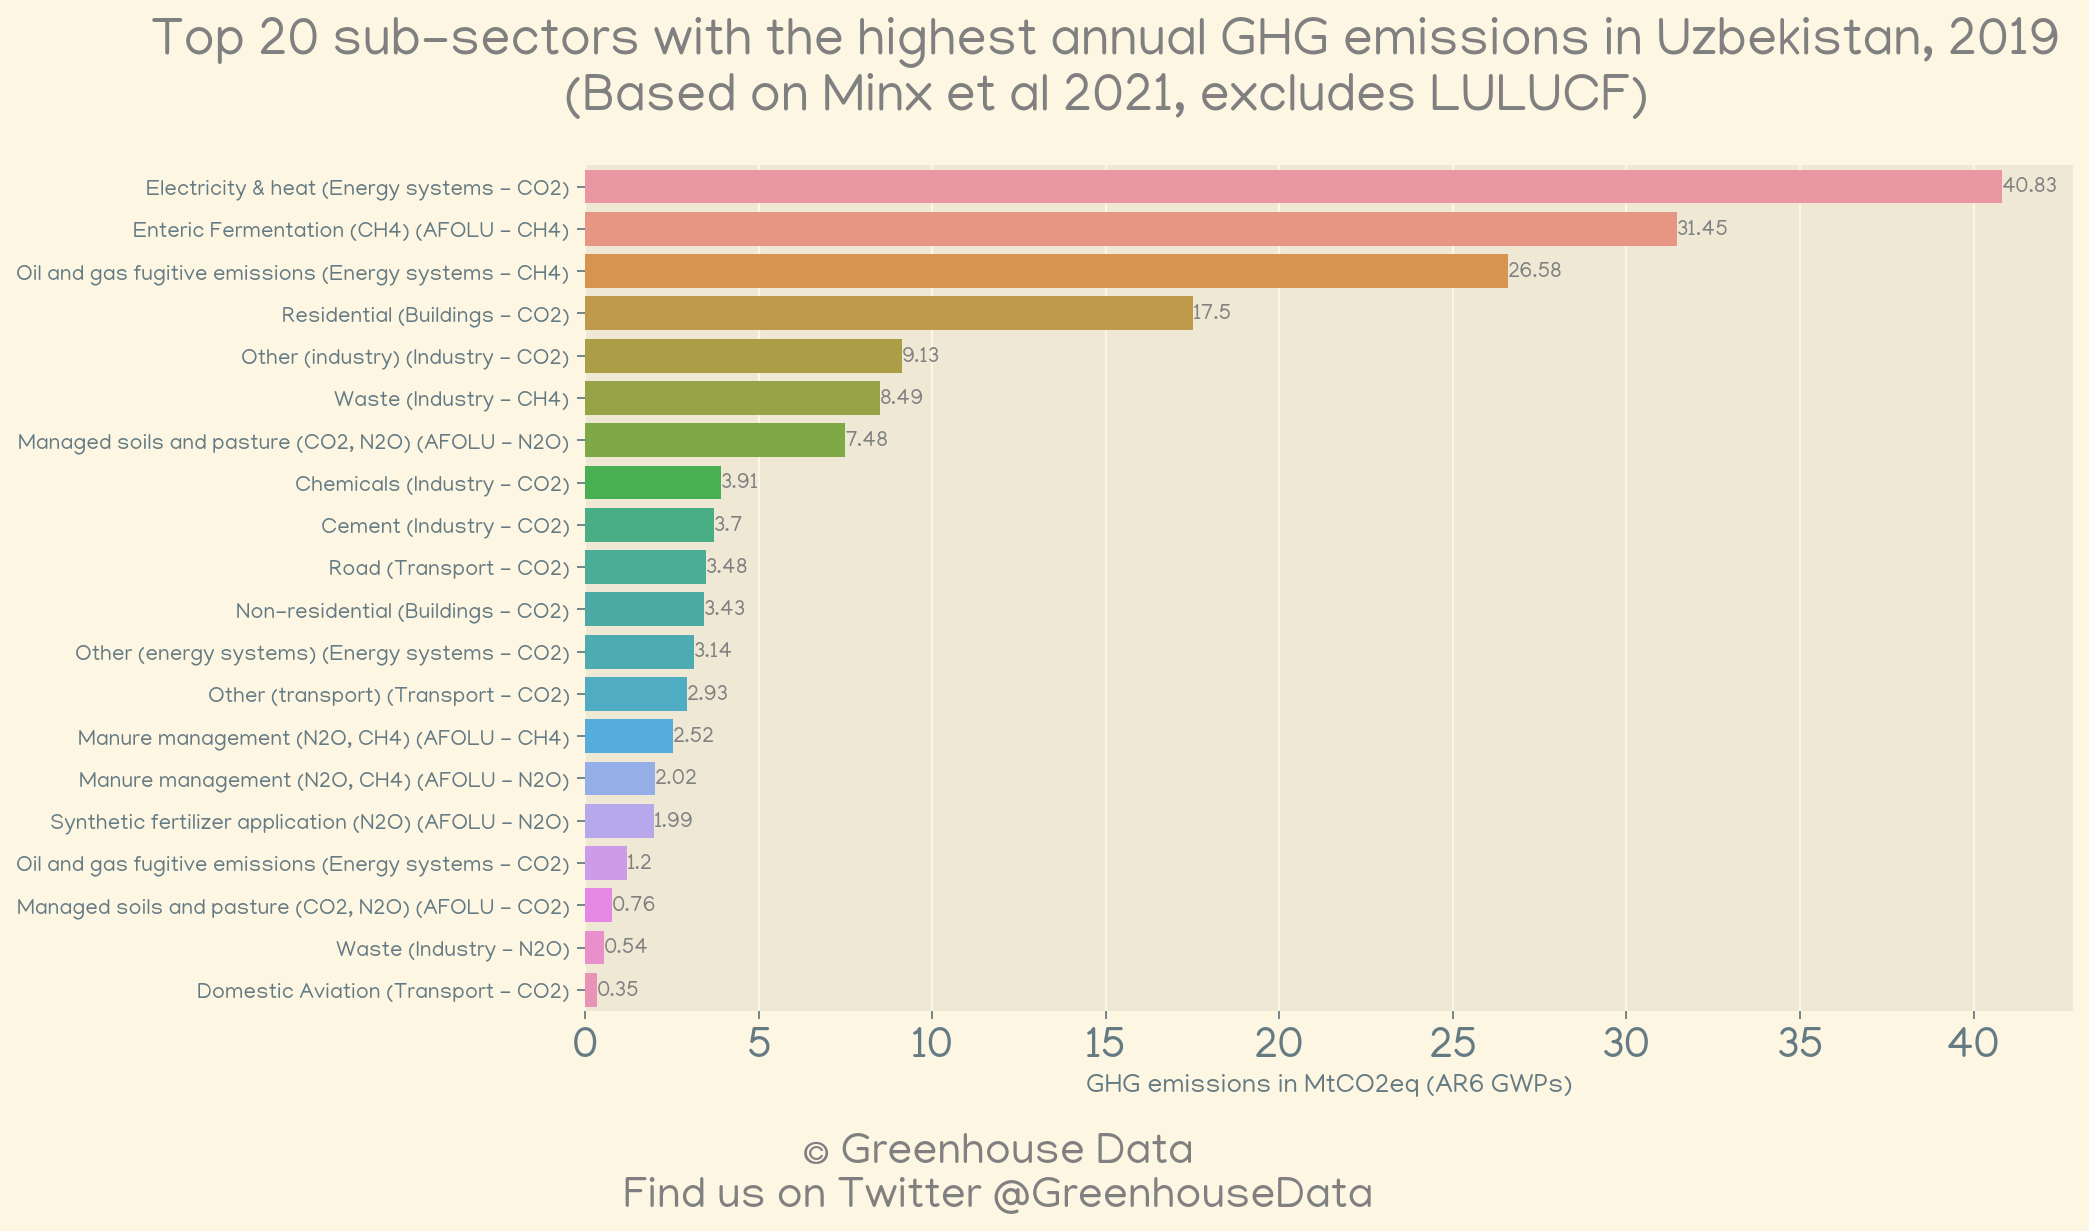 Top 20 sub-sectors with the highest annual GHG emissions in Uzbekistan, 2019
(Based on Minx et al 2021, excludes LULUCF)
Electricity & heat (Energy systems - CO2) 40.83
Enteric Fermentation (CH4) (AFOLU - CH4) 31.45
Oil and gas fugitive emissions (Energy systems - CH4) 26.58
Residential (Buildings - CO2) 17.5
Other (industry) (Industry - CO2) 9.13
Waste (Industry - CH4) 8.49
Managed soils and pasture (CO2, N2O) (AFOLU - N2O) 7.48
Chemicals (Industry - CO2) 3.91
Cement (Industry - CO2) 3.7
Road (Transport - CO2) 3.48
Non-residential (Buildings - CO2) 3.43
Other (energy systems) (Energy systems - CO2) 3.14
Other (transport) (Transport - CO2) 2.93
Manure management (N2O, CH4) (AFOLU - CH4) 2.52
Manure management (N2O, CH4) (AFOLU - N2O) 2.02
Synthetic fertilizer application (N2O) (AFOLU - N2O) 1.99
Oil and gas fugitive emissions (Energy systems - CO2) 1.2
Managed soils and pasture (CO2, N2O) (AFOLU - CO2) 0.76
Waste (Industry - N2O) 0.54
Domestic Aviation (Transport - CO2) 0.35
0 5 10 15 20 25 30 35 40
GHG emissions in MtCO2eq (AR6 GWPs)
© Greenhouse Data
Find us on Twitter @GreenhouseData